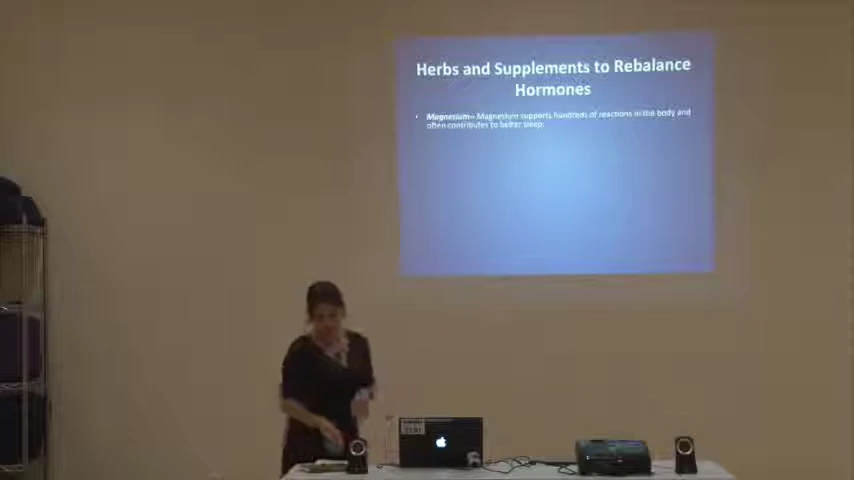 Herbs and Supplements to Rebalance
Hormones
• Magnesium– Magnesium supports hundreds of reactions in the body and
often contributes to better sleep.